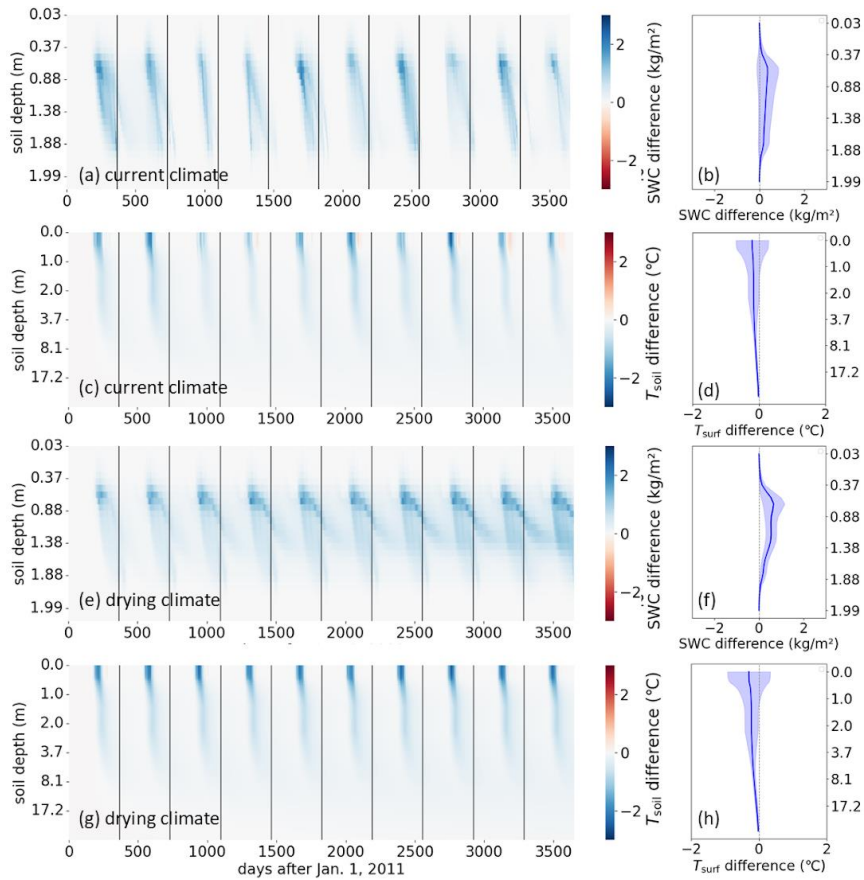 0.03
0.37
0.88
1.38
1.88
1.99
soil depth (m)
(a) current climate
0 500 1000 1500 2000 2500 3000 3500
2
0
−2
SWC difference (kg/m²)
0.03
0.37
0.88
1.38
1.88
1.99
(b)
−2 0 2
SWC difference (kg/m²)
0.0
1.0
2.0
3.7
8.1
17.2
soil depth (m)
(c) current climate
0 500 1000 1500 2000 2500 3000 3500
2
0
−2
Tsoil difference (°C)
0.0
1.0
2.0
3.7
8.1
17.2
(d)
−2 0 2
Tsurf difference (°C)
0.03
0.37
0.88
1.38
1.88
1.99
soil depth (m)
(e) drying climate
0 500 1000 1500 2000 2500 3000 3500
2
0
−2
SWC difference (kg/m²)
0.03
0.37
0.88
1.38
1.88
1.99
(f)
−2 0 2
SWC difference (kg/m²)
0.0
1.0
2.0
3.7
8.1
17.2
soil depth (m)
(g) drying climate
0 500 1000 1500 2000 2500 3000 3500
days after Jan. 1, 2011
2
0
−2
Tsoil difference (°C)
0.0
1.0
2.0
3.7
8.1
17.2
(h)
−2 0 2
Tsurf difference (°C)